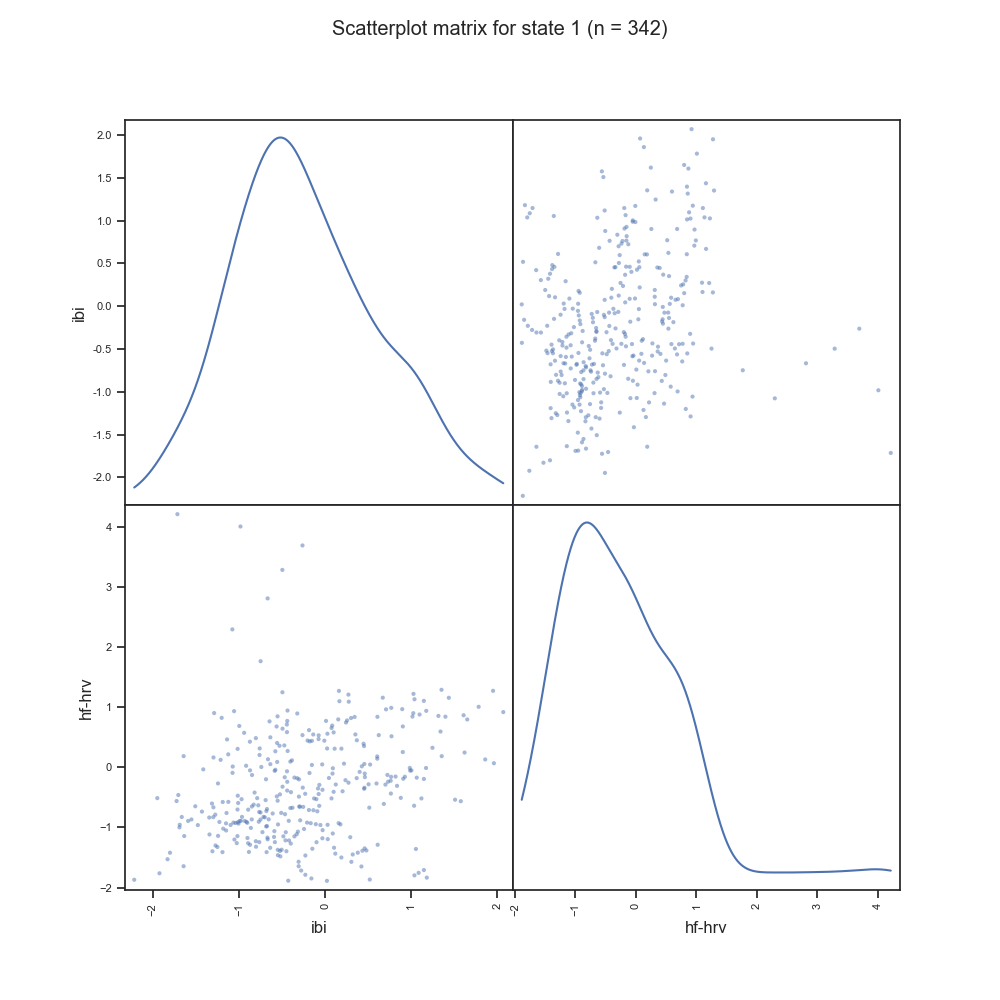 Scatterplot matrix for state 1 (n = 342)
2.0
1.5
1.0
0.5
0.0
−0.5
−1.0
−1.5
−2.0
ibi
4
3
2
1
0
−1
−2
hf-hrv
−2 −1 0 1 2
−2 −1 0 1 2 3 4
ibi
hf-hrv